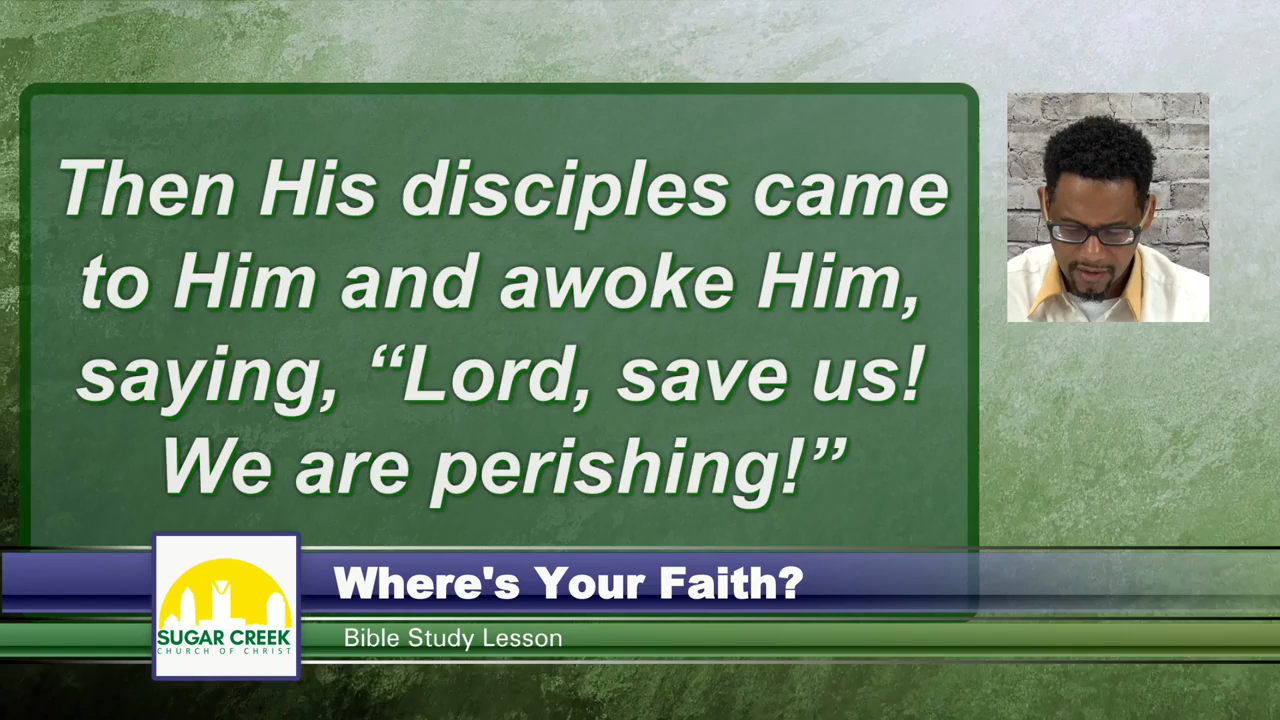 Then His disciples came
to Him and awoke Him,
saying, “Lord, save us!
We are perishing!”
Where's Your Faith?
SUGAR CREEK
CHURCH OF CHRIST
Bible Study Lesson